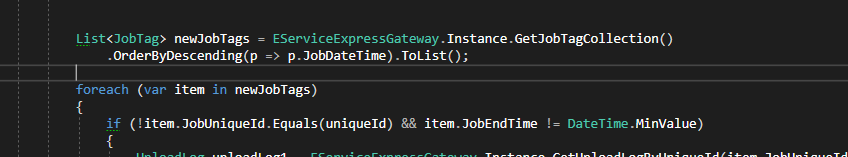 List<JobTag> newJobTags = EServiceExpressGateway.Instance.GetJobTagCollection()
.OrderByDescending(p => p.JobDateTime).ToList();
foreach (var item in newJobTags)
{
if (!item.JobUniqueId.Equals(uniqueId) && item.JobEndTime != DateTime.MinValue)
{
UploadLog uploadLog1 = EServiceExpressGateway.Instance.GetUploadLogByUniqueId(item.JobUniqueId